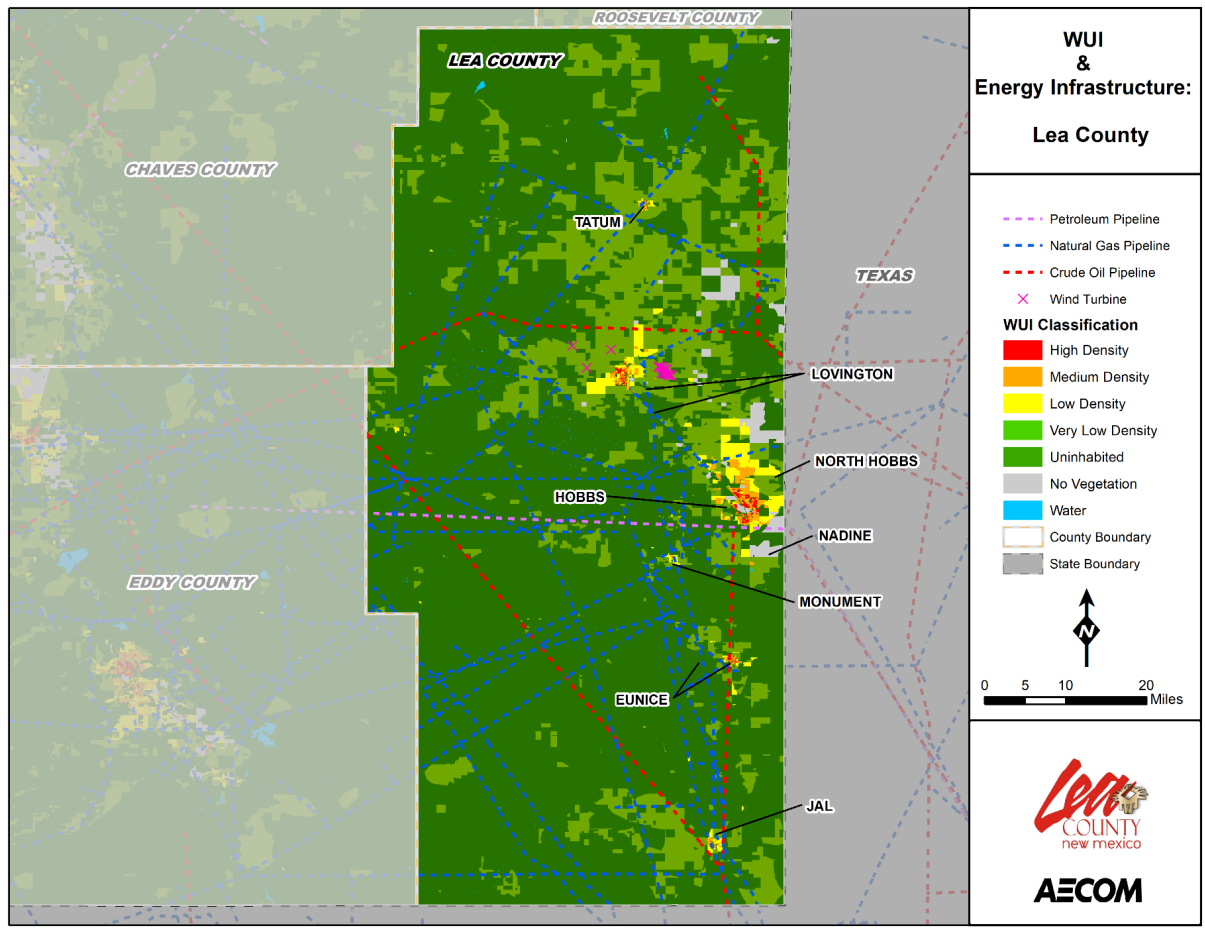 ROOSEVELT COUNTY
LEA COUNTY
CHAVES COUNTY
TATUM
TEXAS
LOVINGTON
NORTH HOBBS
HOBBS
NADINE
EDDY COUNTY
MONUMENT
EUNICE
JAL
WUI
&
Energy Infrastructure:
Lea County
Petroleum Pipeline
Natural Gas Pipeline
Crude Oil Pipeline
Wind Turbine
WUI Classification
High Density
Medium Density
Low Density
Very Low Density
Uninhabited
No Vegetation
Water
County Boundary
State Boundary
N
0 5 10 20
Miles
Lea
COUNTY
new mexico
AECOM